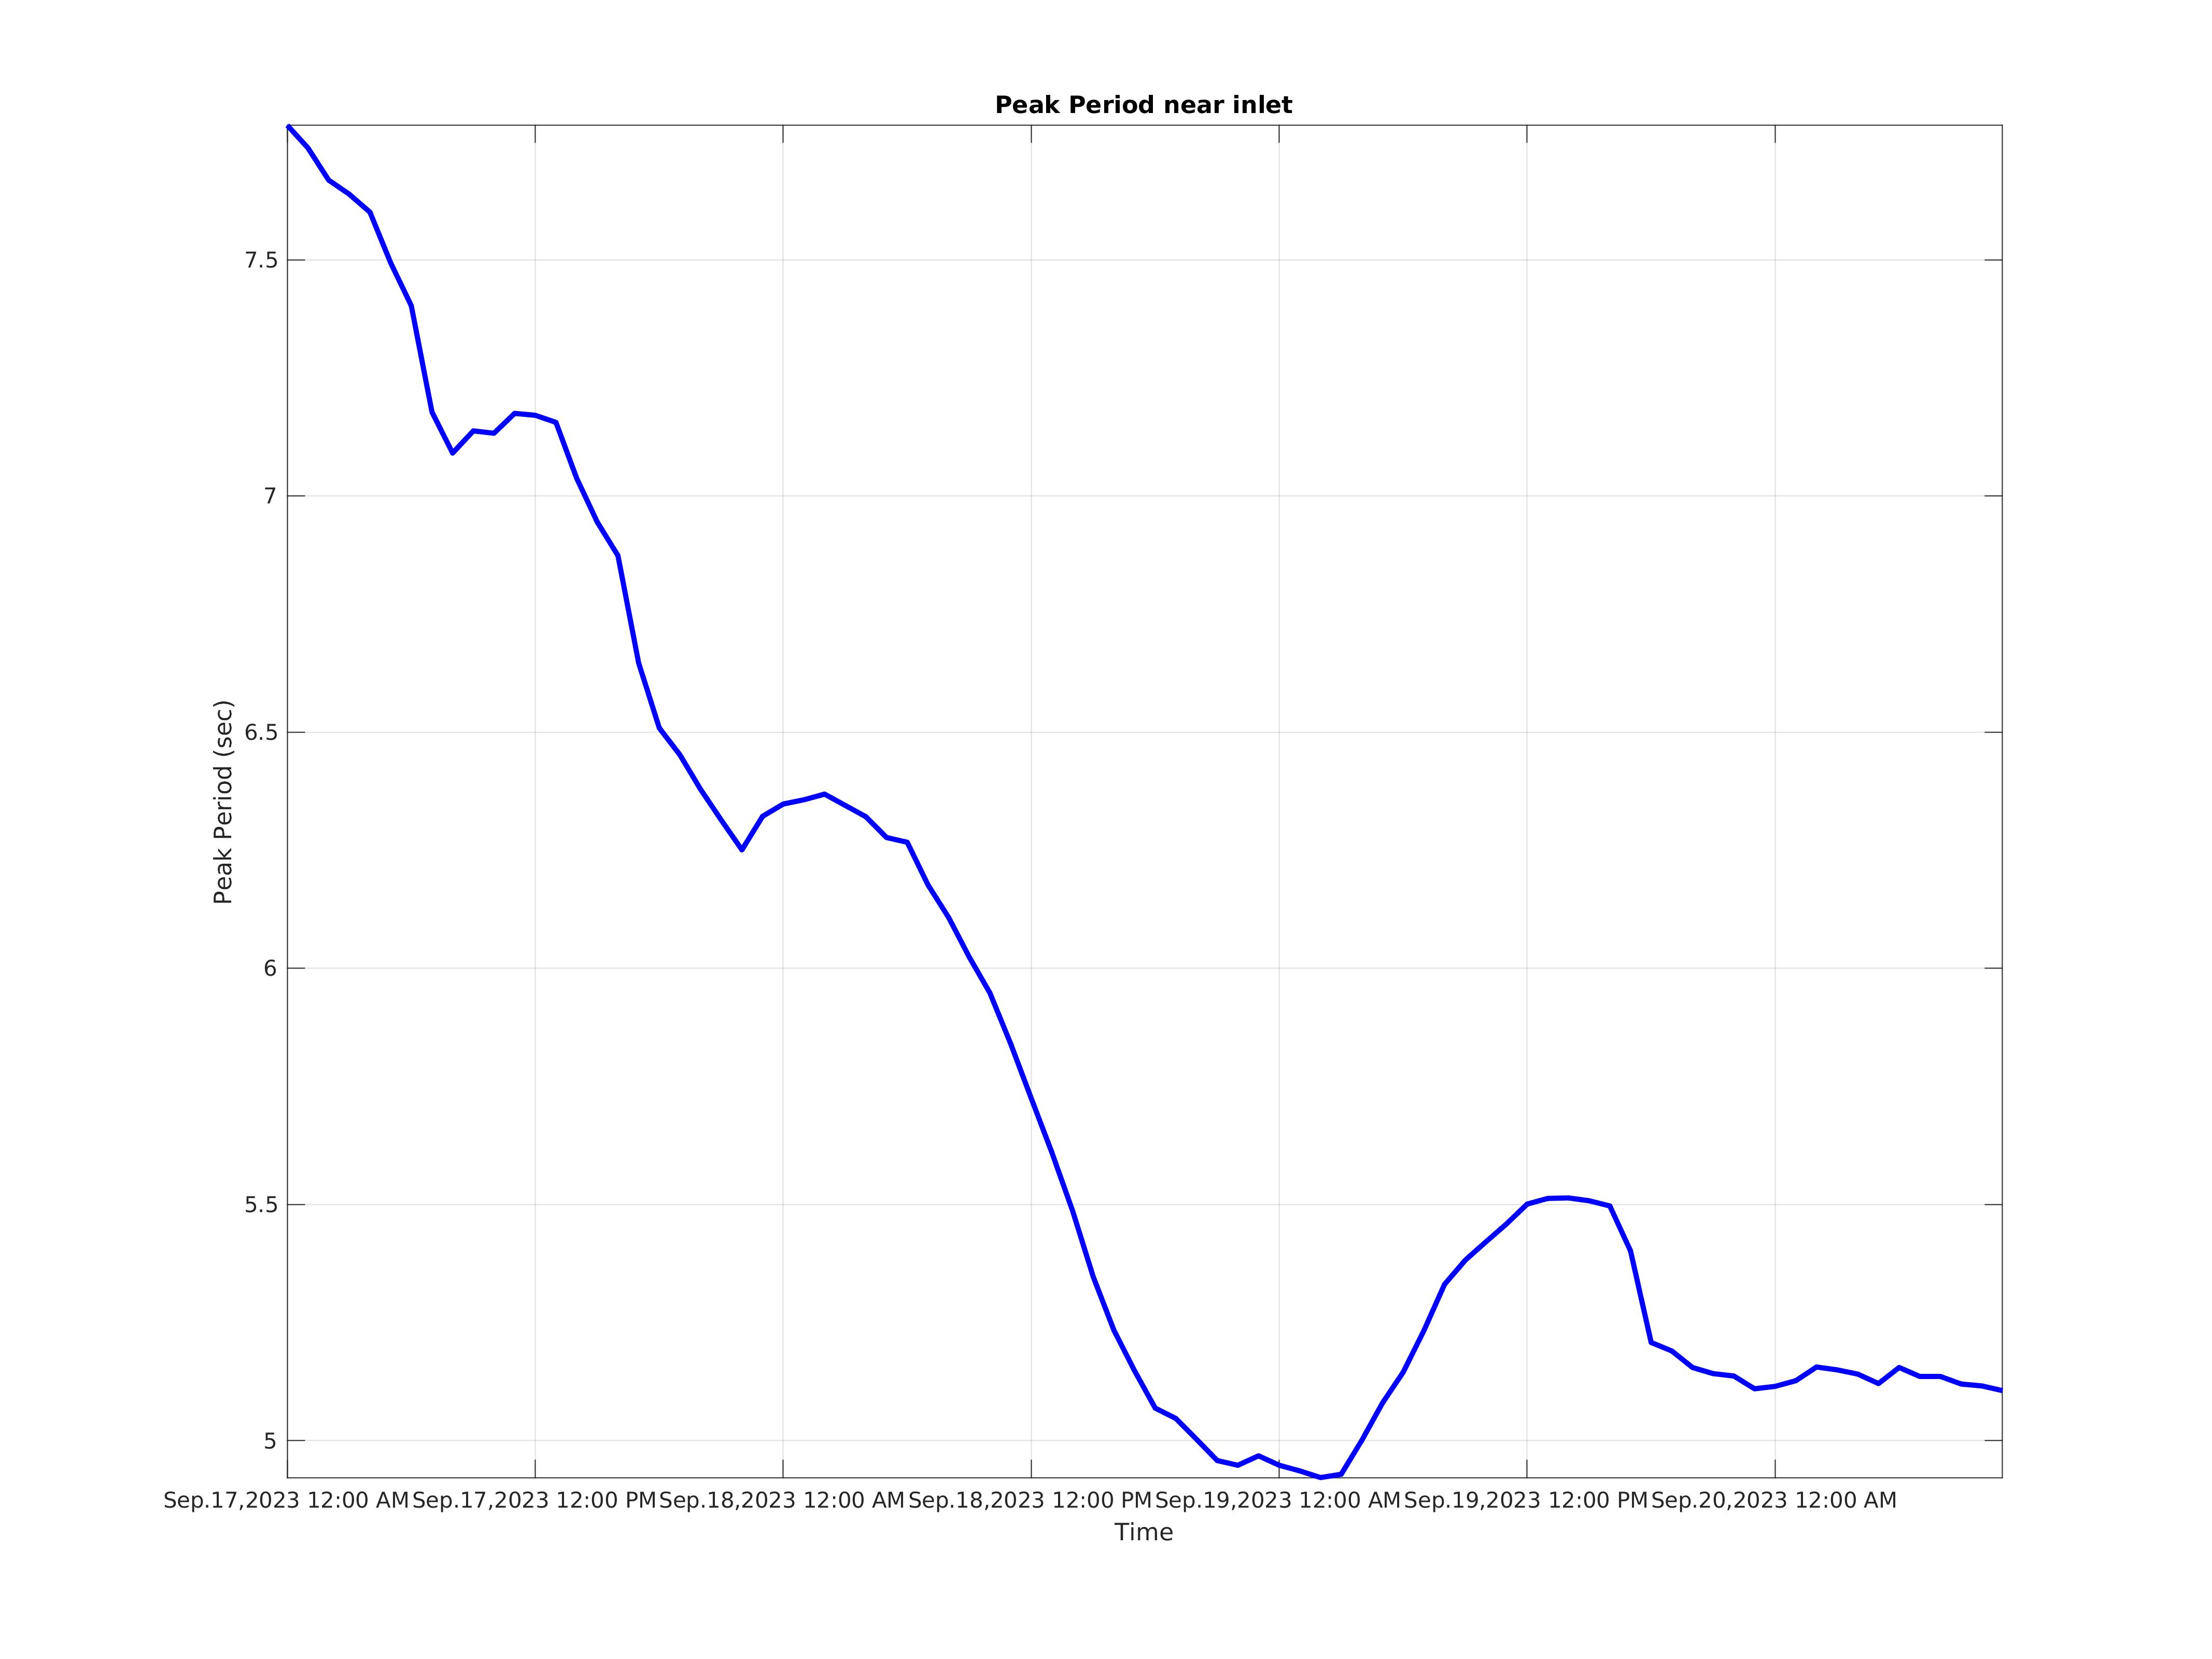 Peak Period near inlet
7.5
7
6.5
6
5.5
5
Peak Period (sec)
Sep.17,2023 12:00 AM Sep.17,2023 12:00 PM Sep.18,2023 12:00 AM Sep.18,2023 12:00 PM Sep.19,2023 12:00 AM Sep.19,2023 12:00 PM Sep.20,2023 12:00 AM
Time